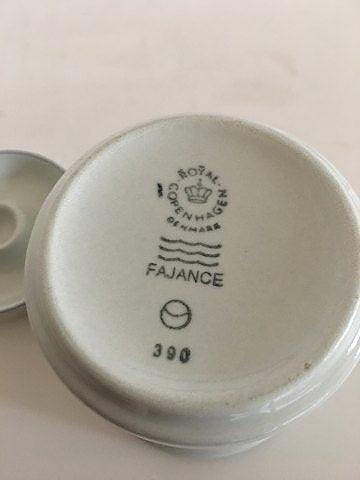 ROYAL
COPENHAGEN
DENMARK
FAJANCE
390